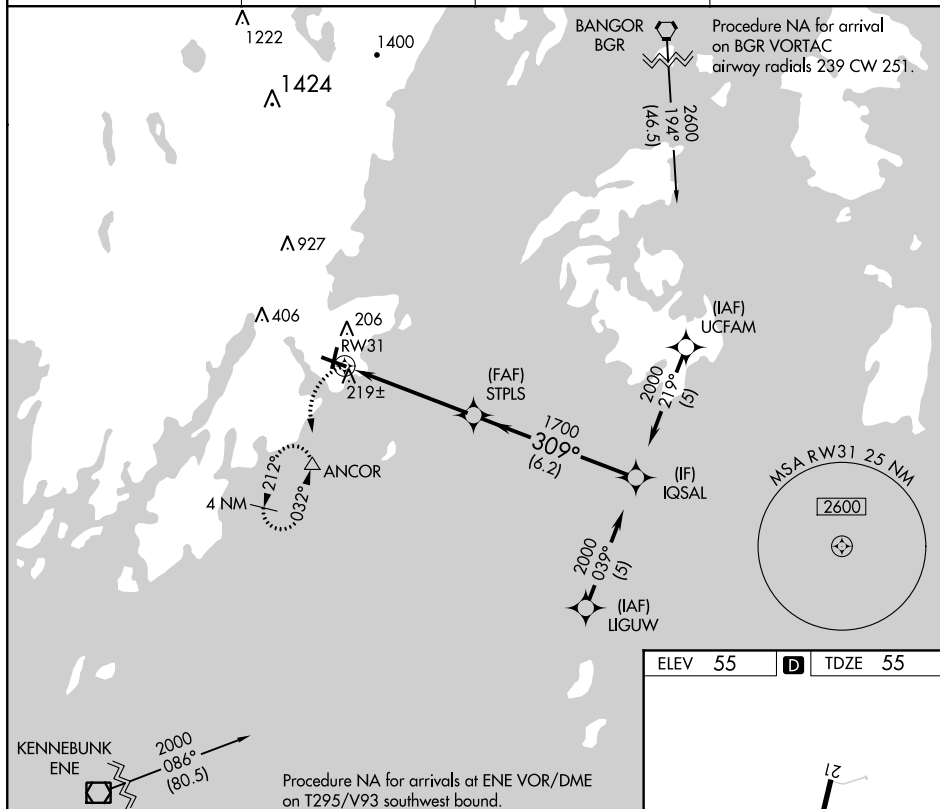 1222
1400
1424
BANGOR
BGR
Procedure NA for arrival
on BGR VORTAC
airway radials 239 CW 251.
2600
194°
(46.5)
927
406
206
RW31
219±
(IAF)
UCFAM
2000
219°
(5)
(FAF)
STPLS
1700
309°
(6.2)
(IF)
IQSAL
ANCOR
212°
032°
4 NM
MSA RW31 25 NM
2600
2000
039°
(5)
(IAF)
LIGUW
ELEV 55 D TDZE 55
21
KENNEBUNK
ENE
2000
086°
(80.5)
Procedure NA for arrivals at ENE VOR/DME
on T295/V93 southwest bound.